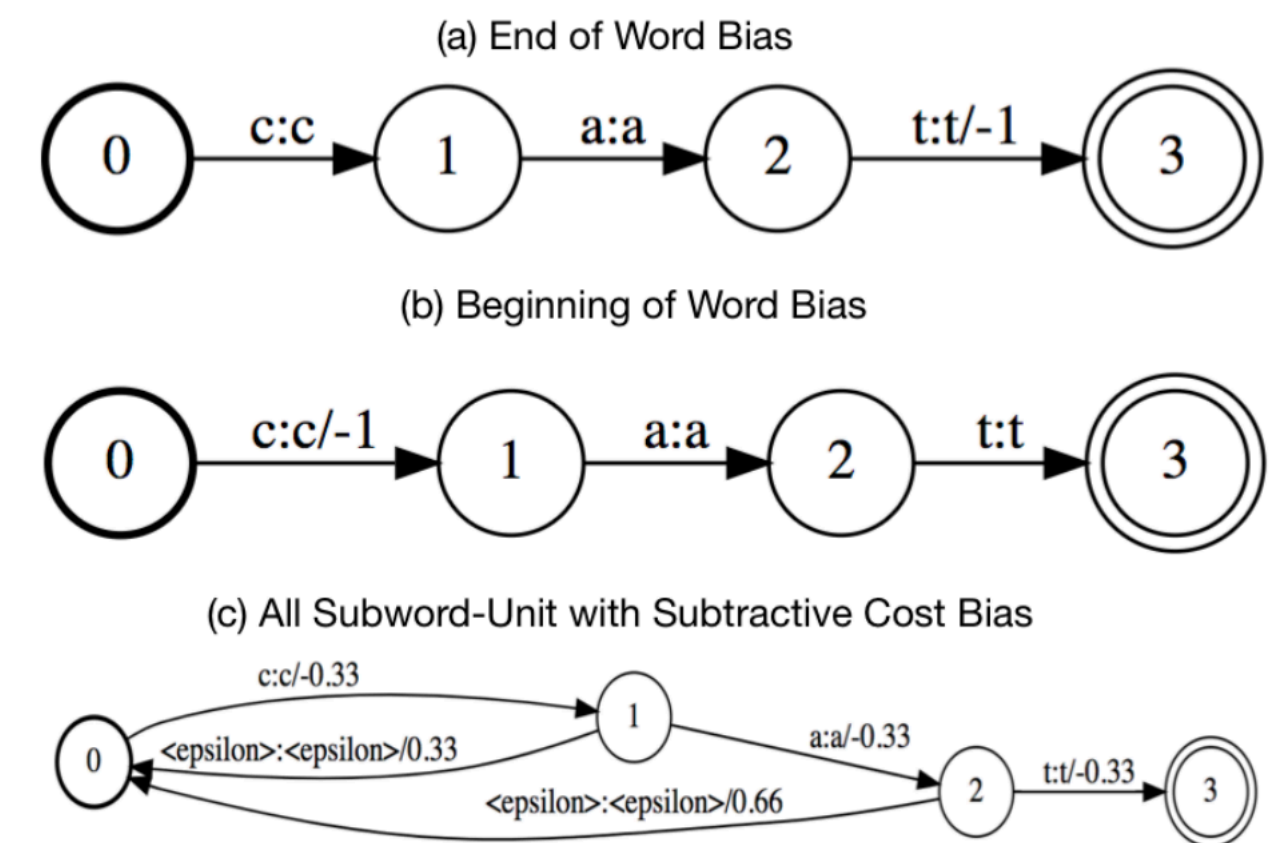 (a) End of Word Bias
0 c:c 1 a:a 2 t:t/-1 3
(b) Beginning of Word Bias
0 c:c/-1 1 a:a 2 t:t 3
(c) All Subword-Unit with Subtractive Cost Bias
c:c/-0.33
1
0 <epsilon>:<epsilon>/0.33 a:a/-0.33
<epsilon>:<epsilon>/0.66 2 t:t/-0.33 3